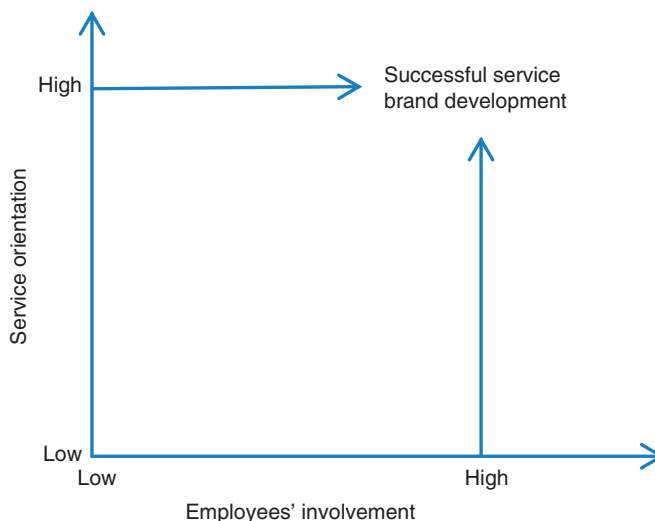 High
Successful service
brand development
Service orientation
Low
Low
High
Employees’ involvement